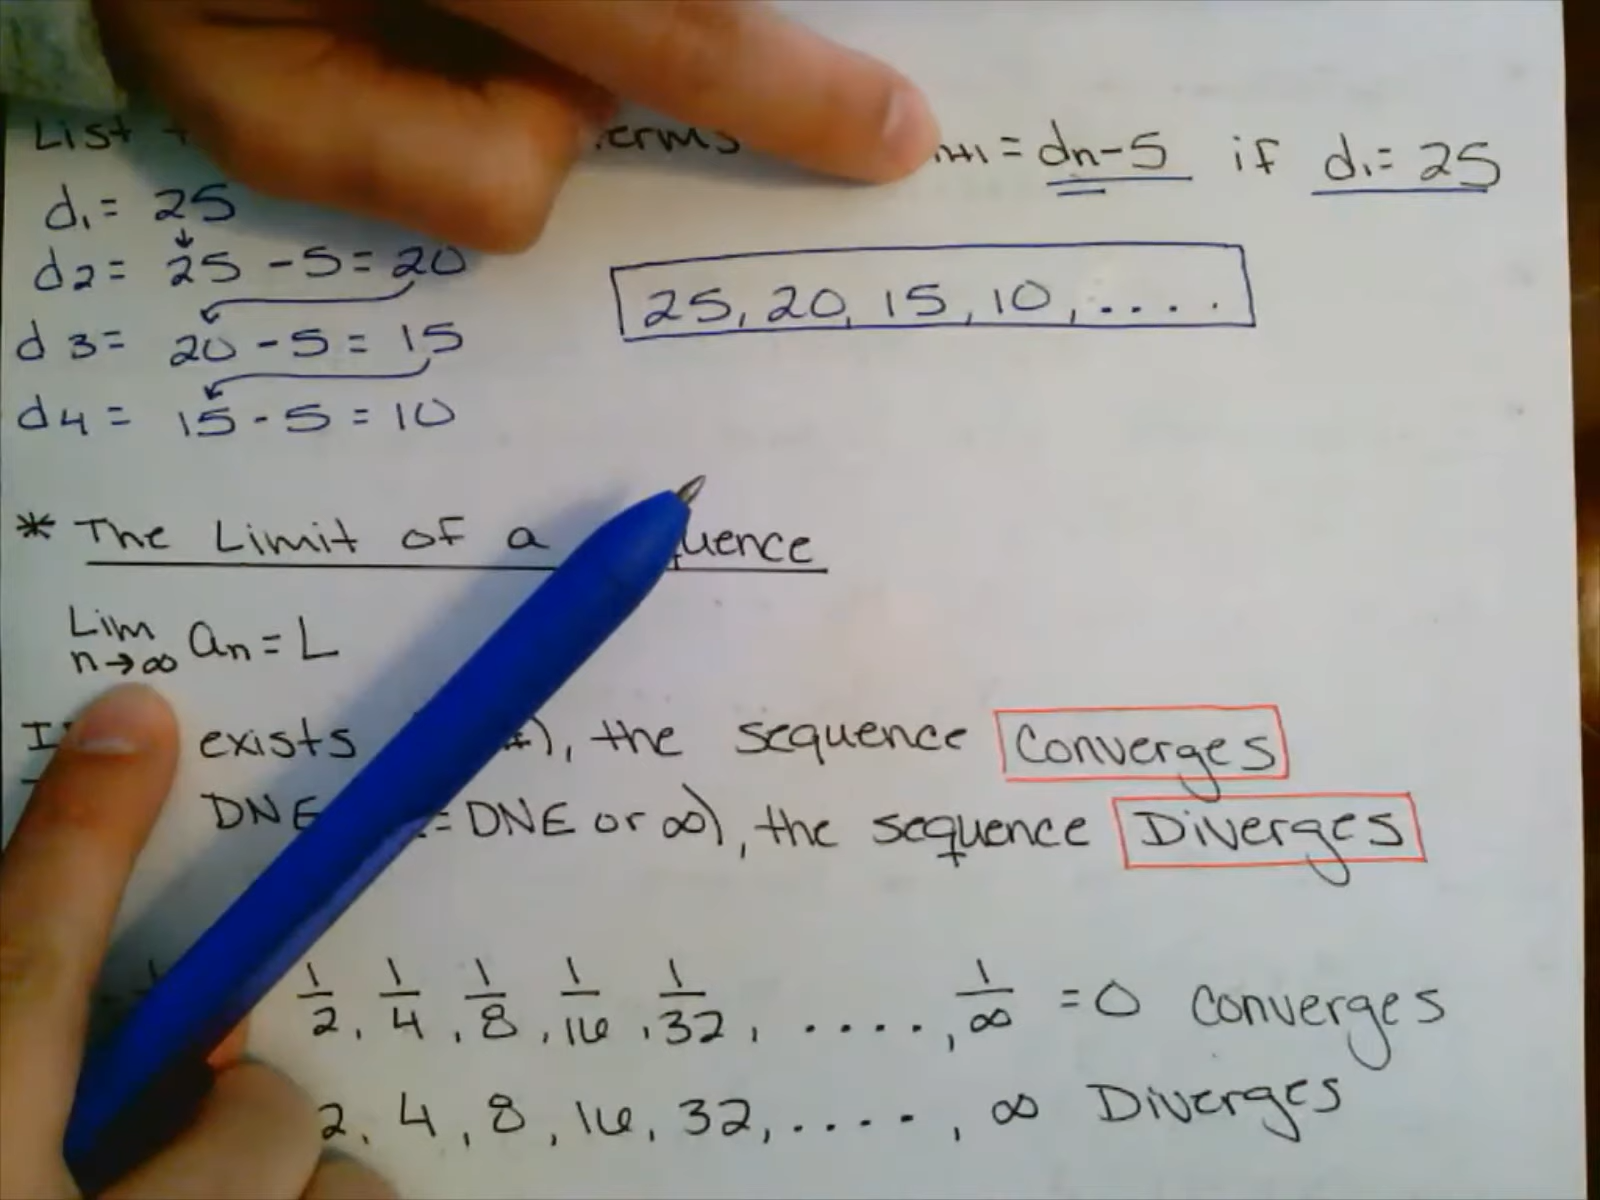 List terms n+1 = dn-5 if d1 = 25
d1 = 25
d2 = 25 - 5 = 20
25, 20, 15, 10, ....
d3 = 20 - 5 = 15
d4 = 15 - 5 = 10
* The Limit of a
Lim an = L
n→∞
exists , the sequence Converges
DNE = DNE or ∞), the sequence Diverges
1/2, 1/4, 1/8, 1/16, 1/32, ...., 1/∞ = 0 Converges
2, 4, 8, 16, 32, ...., ∞ Diverges